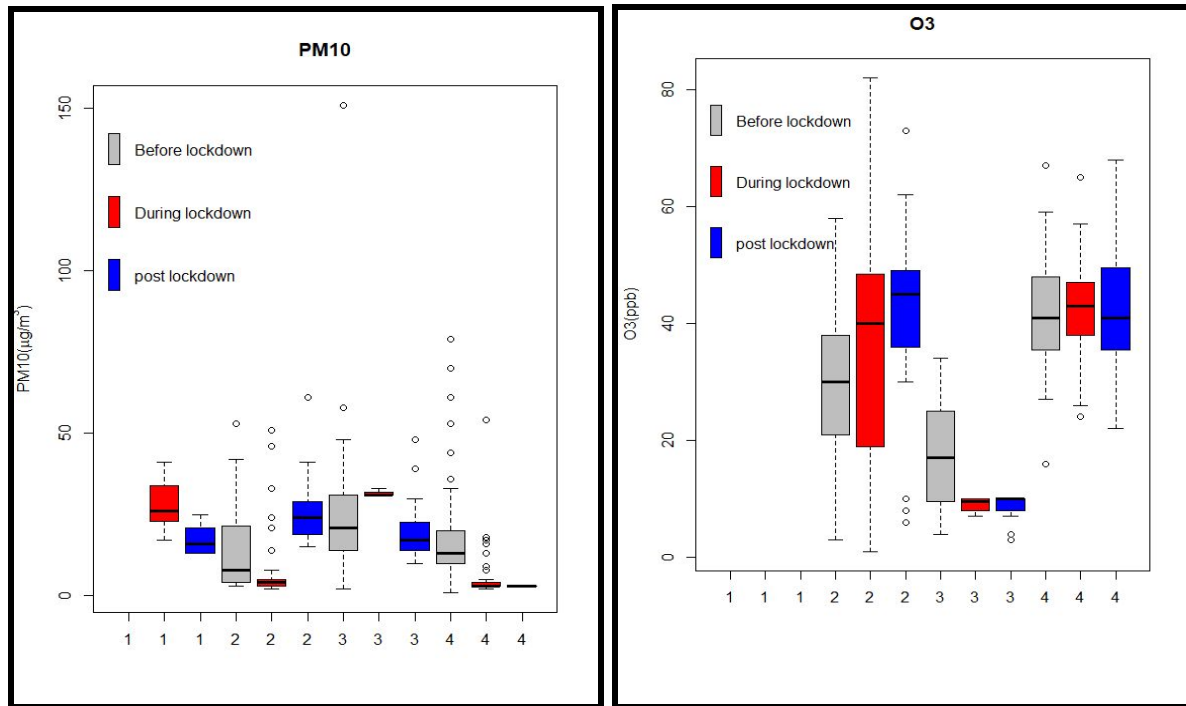 PM10
150
100
50
0
PM10(μg/m³)
Before lockdown
During lockdown
post lockdown
1 1 1 2 2 2 3 3 3 4 4 4
O3
80
60
40
20
0
O3(ppb)
Before lockdown
During lockdown
post lockdown
1 1 1 2 2 2 3 3 3 4 4 4